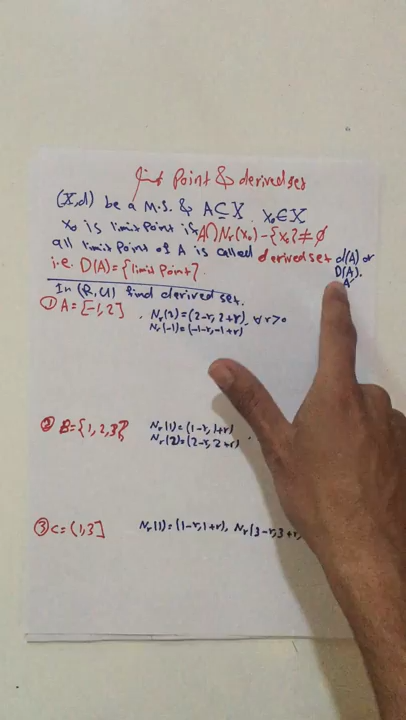 limit Point & derived set
(X,d) be a M.S. & A⊆X, x₀∈X
x₀ is limit Point is A∩Nr(x₀)-{x₀}≠∅
all limit Point of A is called derived set d(A) or
D(A).
A'
i.e. D(A)={limit Point}.
In (R,U) find derived set.
① A=[-1,2] , Nr(2)=(2-r,2+r), ∀r>0
Nr(-1)=(-1-r,-1+r)
② B={1,2,3} Nr(1)=(1-r,1+r)
Nr(2)=(2-r,2+r)
③ C=(1,3] Nr(1)=(1-r,1+r), Nr(3-r,3+r,